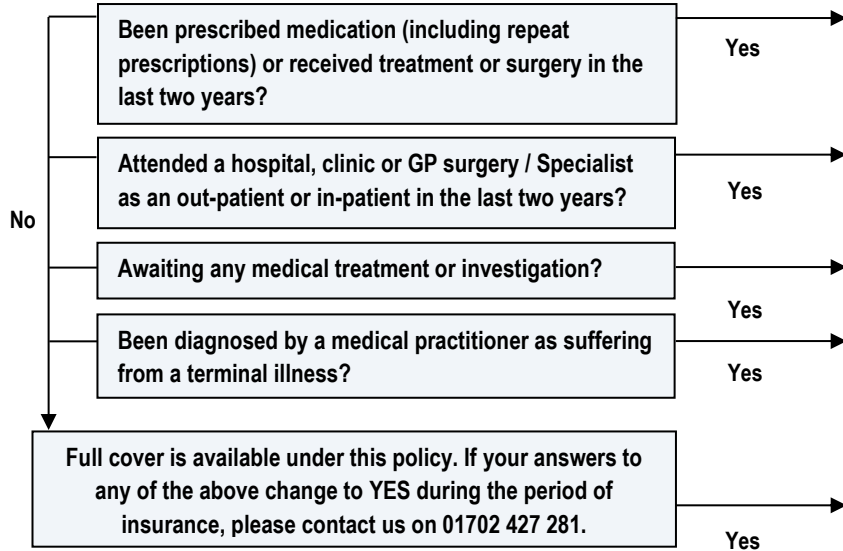 Been prescribed medication (including repeat
prescriptions) or received treatment or surgery in the
last two years?
Yes
Attended a hospital, clinic or GP surgery / Specialist
as an out-patient or in-patient in the last two years?
Yes
No
Awaiting any medical treatment or investigation?
Yes
Been diagnosed by a medical practitioner as suffering
from a terminal illness?
Yes
Full cover is available under this policy. If your answers to
any of the above change to YES during the period of
insurance, please contact us on 01702 427 281.
Yes